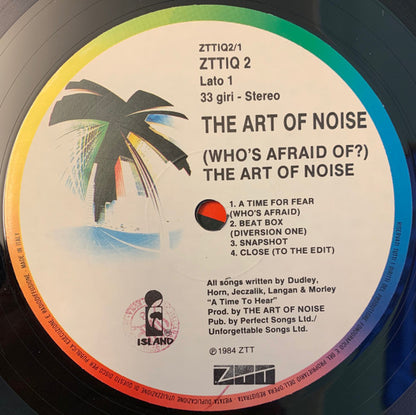 ZTTIQ2/1
ZTTIQ 2
Lato 1
33 giri - Stereo
THE ART OF NOISE
(WHO'S AFRAID OF?)
THE ART OF NOISE
1. A TIME FOR FEAR
(WHO'S AFRAID)
2. BEAT BOX
(DIVERSION ONE)
3. SNAPSHOT
4. CLOSE (TO THE EDIT)
All songs written by Dudley,
Horn, Jeczalik, Langan & Morley
"A Time To Hear"
Prod. by THE ART OF NOISE
Pub. by Perfect Songs Ltd./
Unforgettable Songs Ltd.
ISLAND
℗ 1984 ZTT
ZTT